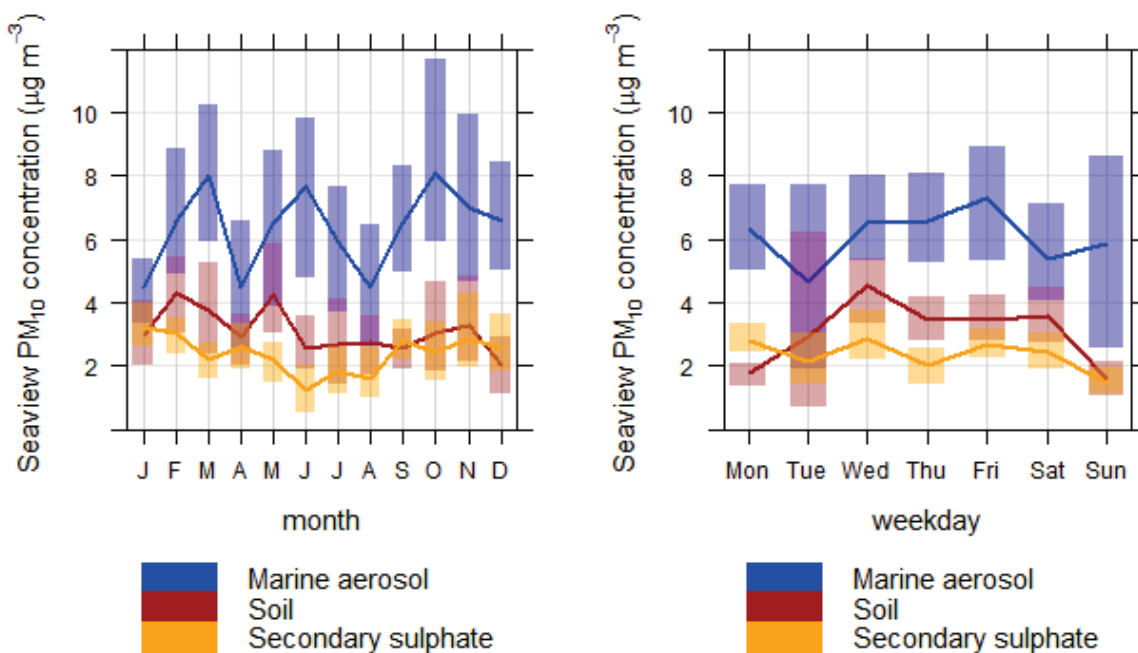 Seaview PM₁₀ concentration (µg m⁻³)
10
8
6
4
2
J F M A M J J A S O N D
month
Marine aerosol
Soil
Secondary sulphate
Seaview PM₁₀ concentration (µg m⁻³)
10
8
6
4
2
Mon Tue Wed Thu Fri Sat Sun
weekday
Marine aerosol
Soil
Secondary sulphate